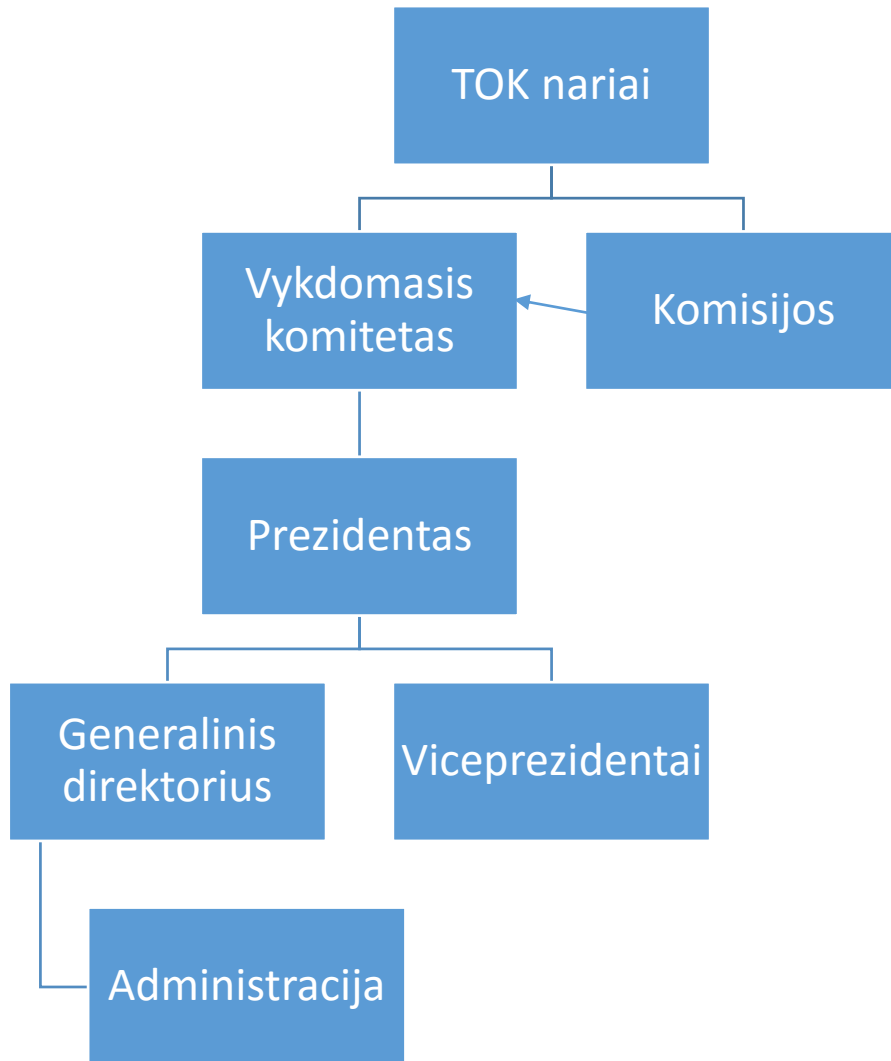 TOK nariai
Vykdomasis
komitetas
Komisijos
Prezidentas
Generalinis
direktorius
Viceprezidentai
Administracija